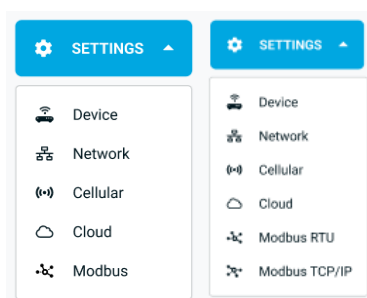 SETTINGS
Device
Network
Cellular
Cloud
Modbus
SETTINGS
Device
Network
Cellular
Cloud
Modbus RTU
Modbus TCP/IP